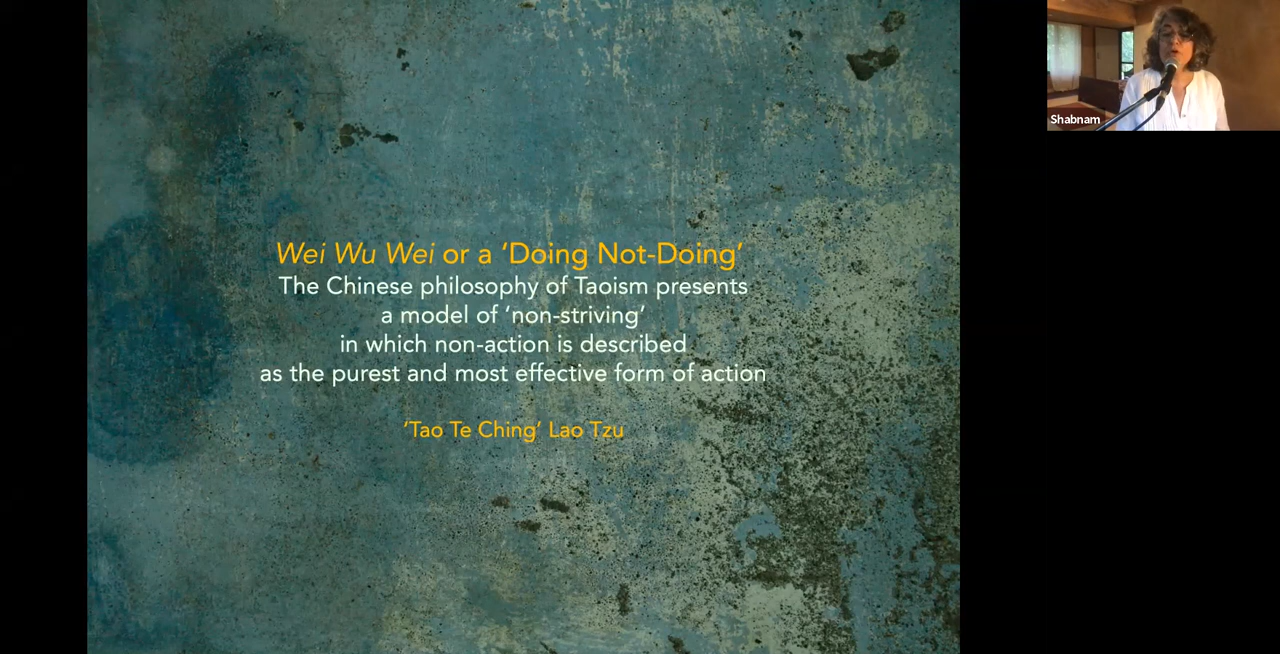 Wei Wu Wei or a ‘Doing Not-Doing’
The Chinese philosophy of Taoism presents
a model of ‘non-striving’
in which non-action is described
as the purest and most effective form of action
‘Tao Te Ching’ Lao Tzu
Shabnam